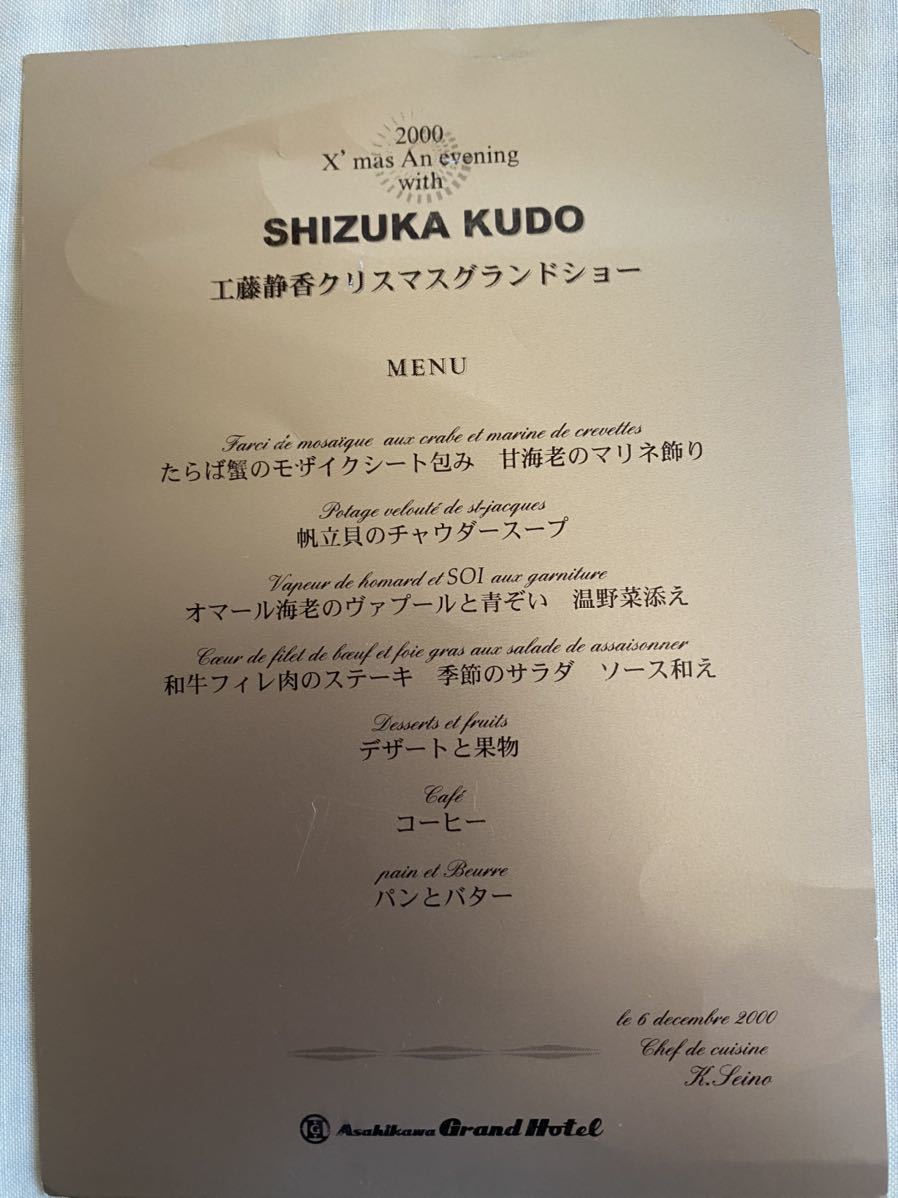 2000
X' mas An evening
with
SHIZUKA KUDO
工藤静香クリスマスグランドショー
MENU
Farci de mosaïque aux crabe et marine de crevettes
たらば蟹のモザイクシート包み　甘海老のマリネ飾り
Potage velouté de st-jacques
帆立貝のチャウダースープ
Vapeur de homard et SOI aux garniture
オマール海老のヴァプールと青ぞい　温野菜添え
Cœur de filet de bœuf et foie gras aux salade de assaisonner
和牛フィレ肉のステーキ　季節のサラダ　ソース和え
Desserts et fruits
デザートと果物
Café
コーヒー
pain et Beurre
パンとバター
le 6 decembre 2000
Chef de cuisine
K.Seino
Asahikawa Grand Hotel